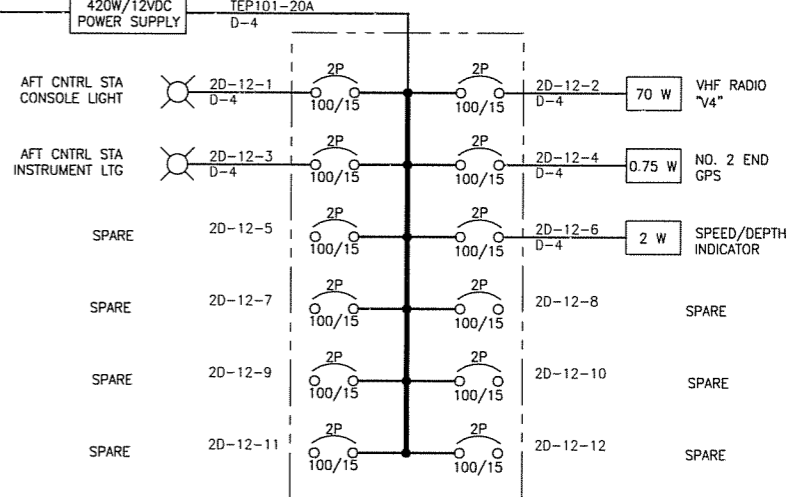 420W/12VDC
POWER SUPPLY
TEP101-20A
D-4
AFT CNTRL STA
CONSOLE LIGHT
2D-12-1
D-4
2P
100/15
2P
100/15
2D-12-2
D-4
70 W
VHF RADIO
"V4"
AFT CNTRL STA
INSTRUMENT LTG
2D-12-3
D-4
2P
100/15
2P
100/15
2D-12-4
D-4
0.75 W
NO. 2 END
GPS
SPARE
2D-12-5
2P
100/15
2P
100/15
2D-12-6
D-4
2 W
SPEED/DEPTH
INDICATOR
SPARE
2D-12-7
2P
100/15
2P
100/15
2D-12-8
SPARE
SPARE
2D-12-9
2P
100/15
2P
100/15
2D-12-10
SPARE
SPARE
2D-12-11
2P
100/15
2P
100/15
2D-12-12
SPARE